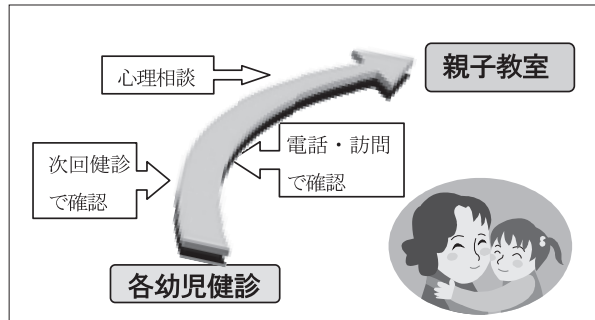 心理相談
親子教室
次回健診
で確認
電話・訪問
で確認
各幼児健診